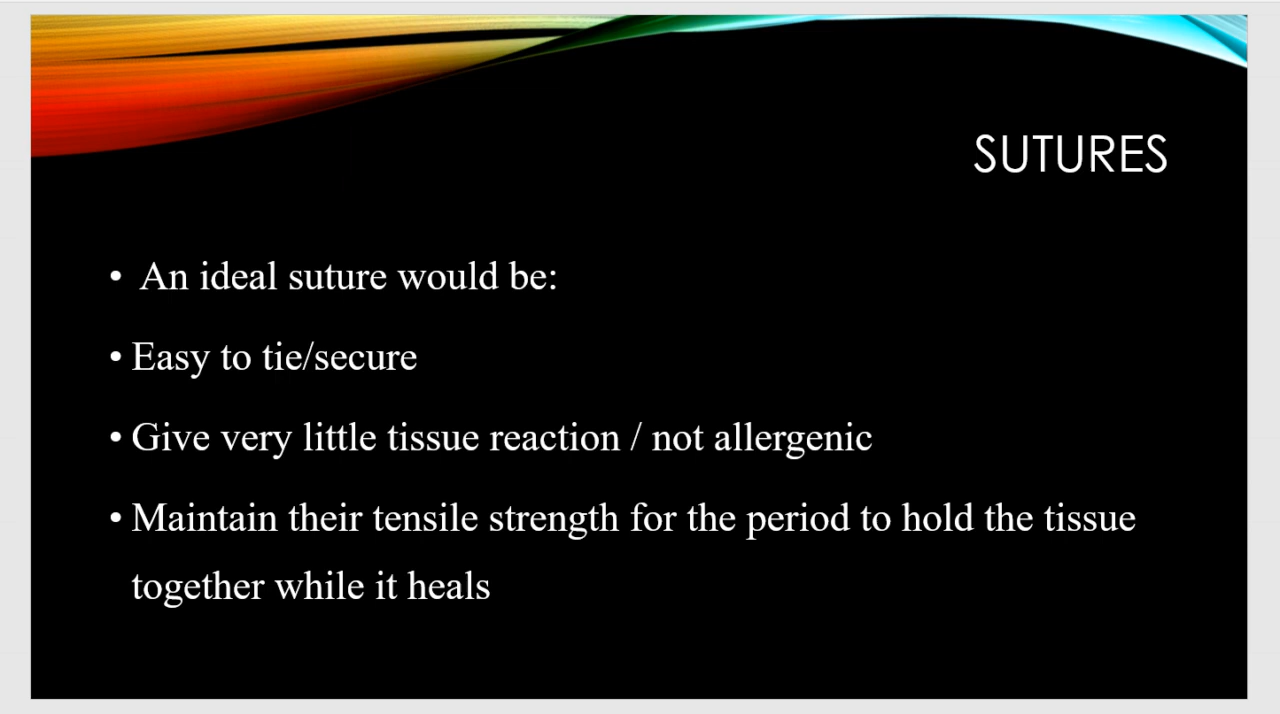 SUTURES
• An ideal suture would be:
• Easy to tie/secure
• Give very little tissue reaction / not allergenic
• Maintain their tensile strength for the period to hold the tissue
together while it heals